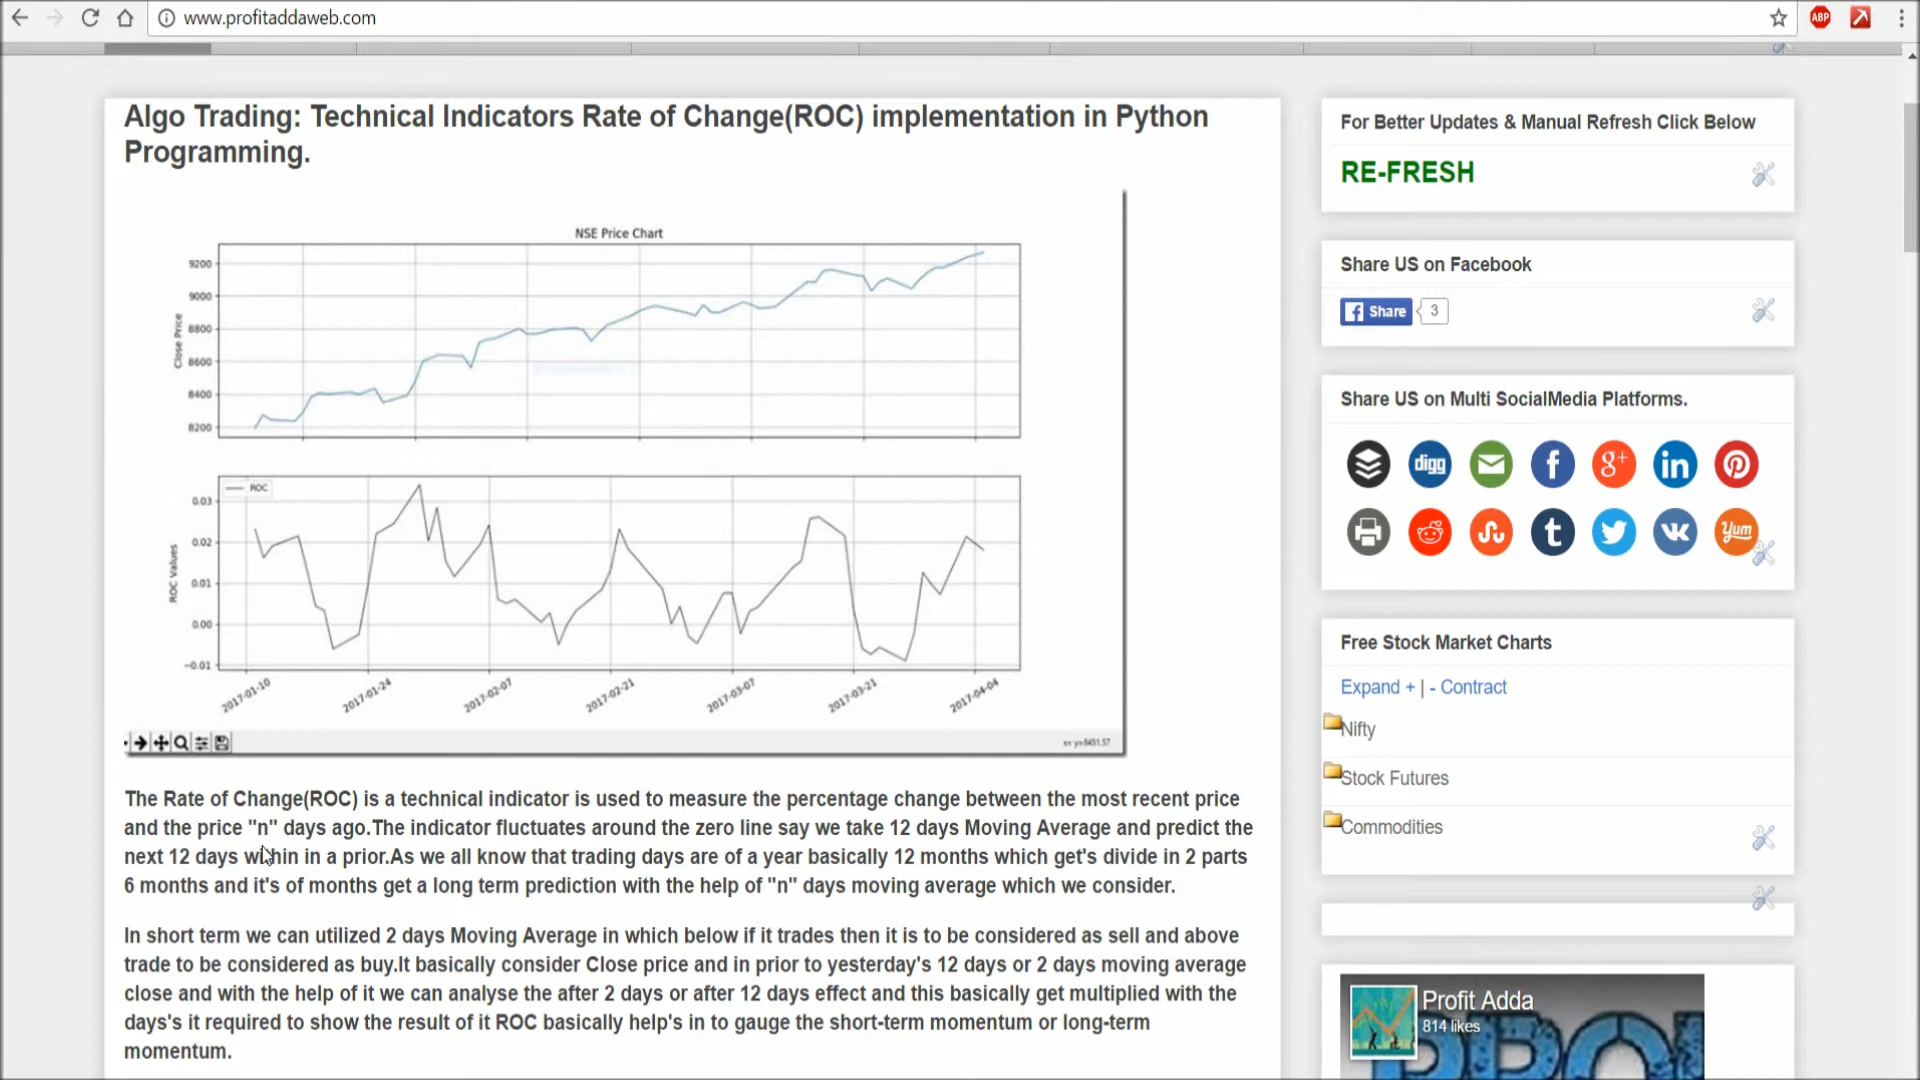 www.profitaddaweb.com
ABP
Algo Trading: Technical Indicators Rate of Change(ROC) implementation in Python
Programming.
NSE Price Chart
9200
9000
8800
8600
8400
8200
Close Price
ROC
0.03
0.02
0.01
0.00
−0.01
ROC Values
2017-01-10
2017-01-24
2017-02-07
2017-02-21
2017-03-07
2017-03-21
2017-04-04
x= y=8451.57
The Rate of Change(ROC) is a technical indicator is used to measure the percentage change between the most recent price
and the price "n" days ago.The indicator fluctuates around the zero line say we take 12 days Moving Average and predict the
next 12 days within in a prior.As we all know that trading days are of a year basically 12 months which get's divide in 2 parts
6 months and it's of months get a long term prediction with the help of "n" days moving average which we consider.
In short term we can utilized 2 days Moving Average in which below if it trades then it is to be considered as sell and above
trade to be considered as buy.It basically consider Close price and in prior to yesterday's 12 days or 2 days moving average
close and with the help of it we can analyse the after 2 days or after 12 days effect and this basically get multiplied with the
days's it required to show the result of it ROC basically help's in to gauge the short-term momentum or long-term
momentum.
For Better Updates & Manual Refresh Click Below
RE-FRESH
Share US on Facebook
Share 3
Share US on Multi SocialMedia Platforms.
digg
f
g+
in
t
Yum
Free Stock Market Charts
Expand + | - Contract
Nifty
Stock Futures
Commodities
Profit Adda
814 likes